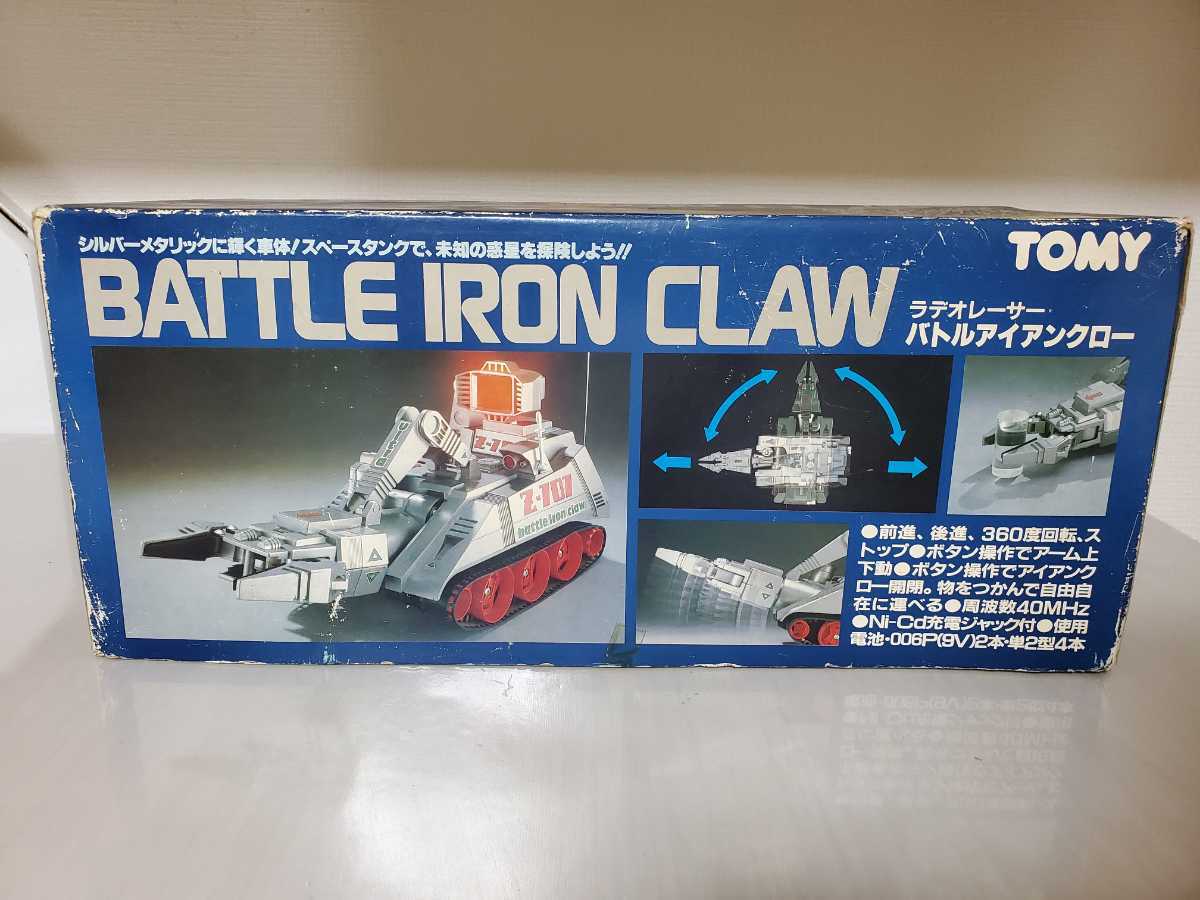 シルバーメタリックに輝く車体!スペースタンクで、未知の惑星を探険しよう!!
TOMY
BATTLE IRON CLAW
ラデオレーサー
バトルアイアンクロー
Z-707
battle iron claw
●前進、後進、360度回転、ス
トップ●ボタン操作でアーム上
下動●ボタン操作でアイアンク
ロー開閉。物をつかんで自由自
在に運べる●周波数40MHz
●Ni-Cd充電ジャック付●使用
電池・006P(9V)2本・単2型4本